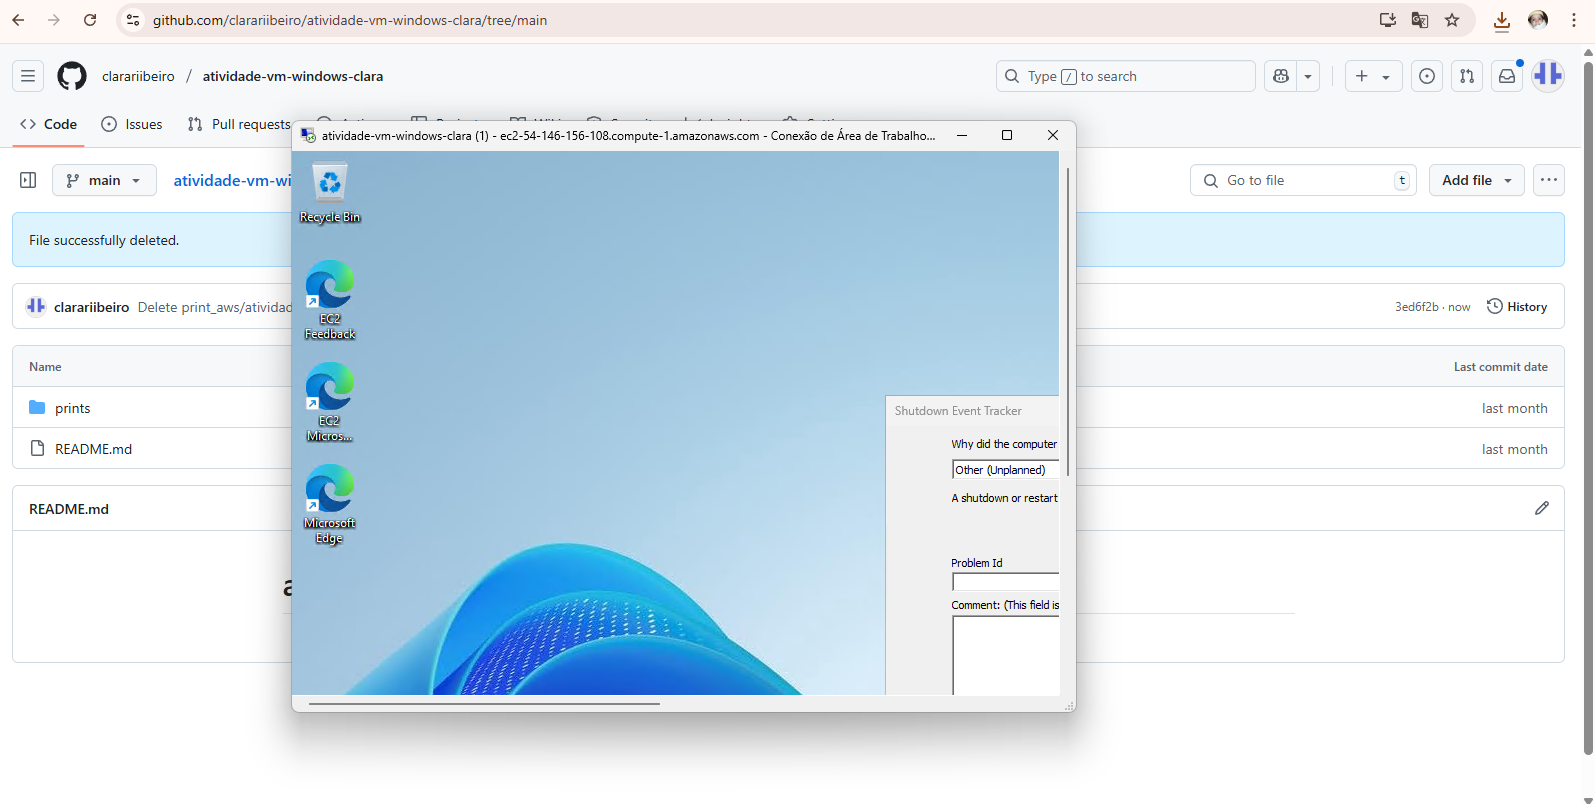 github.com/clarariibeiro/atividade-vm-windows-clara/tree/main
clarariibeiro / atividade-vm-windows-clara
Type / to search
Code
Issues
Pull requests
atividade-vm-windows-clara (1) - ec2-54-146-156-108.compute-1.amazonaws.com - Conexão de Área de Trabalho...
main
atividade-vm-wi
Go to file
t
Add file
File successfully deleted.
clarariibeiro Delete print_aws/atividad
3ed6f2b · now
History
Name
Last commit date
prints
last month
README.md
last month
README.md
a
Recycle Bin
EC2
Feedback
EC2
Micros...
Microsoft
Edge
Shutdown Event Tracker
Why did the computer
Other (Unplanned)
A shutdown or restart
Problem Id
Comment: (This field is